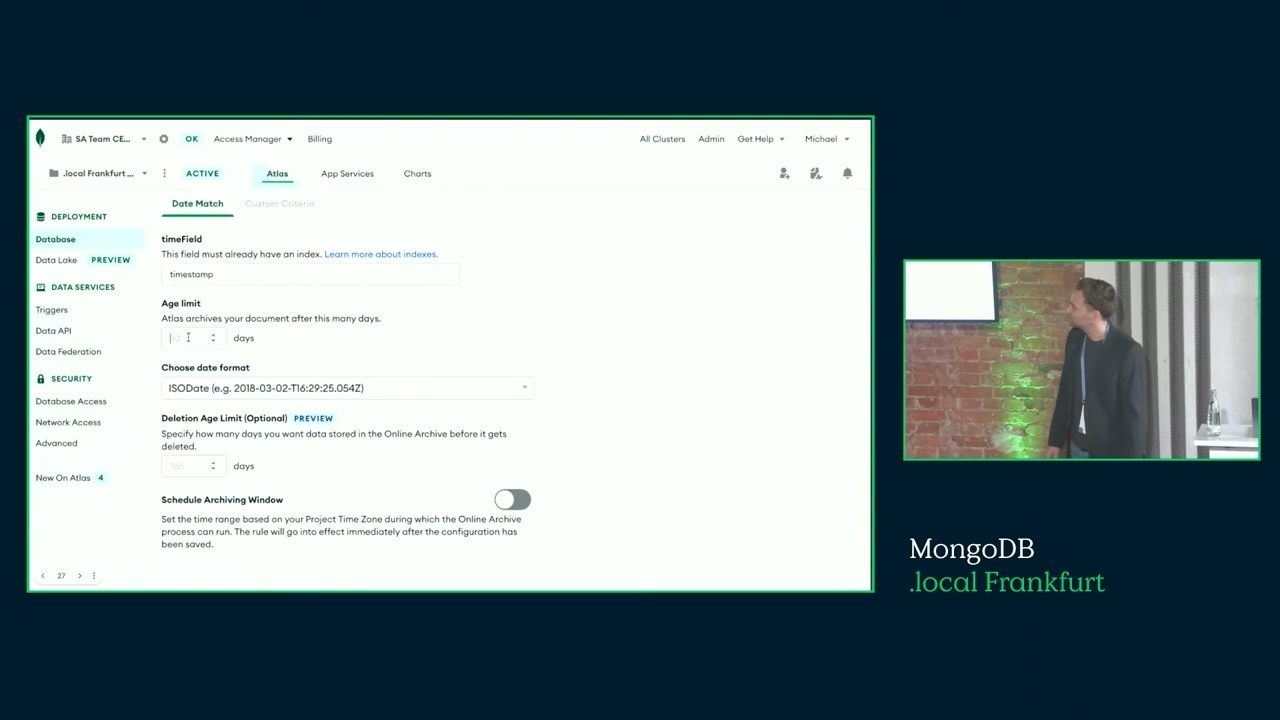 SA Team CE...
OK
Access Manager
Billing
All Clusters
Admin
Get Help
Michael
.local Frankfurt ...
ACTIVE
Atlas
App Services
Charts
DEPLOYMENT
Database
Data Lake PREVIEW
DATA SERVICES
Triggers
Data API
Data Federation
SECURITY
Database Access
Network Access
Advanced
New On Atlas 4
27
Date Match
Custom Criteria
timeField
This field must already have an index. Learn more about indexes.
timestamp
Age limit
Atlas archives your document after this many days.
days
Choose date format
ISODate (e.g. 2018-03-02T16:29:25.054Z)
Deletion Age Limit (Optional) PREVIEW
Specify how many days you want data stored in the Online Archive before it gets
deleted.
365 days
Schedule Archiving Window
Set the time range based on your Project Time Zone during which the Online Archive
process can run. The rule will go into effect immediately after the configuration has
been saved.
MongoDB
.local Frankfurt